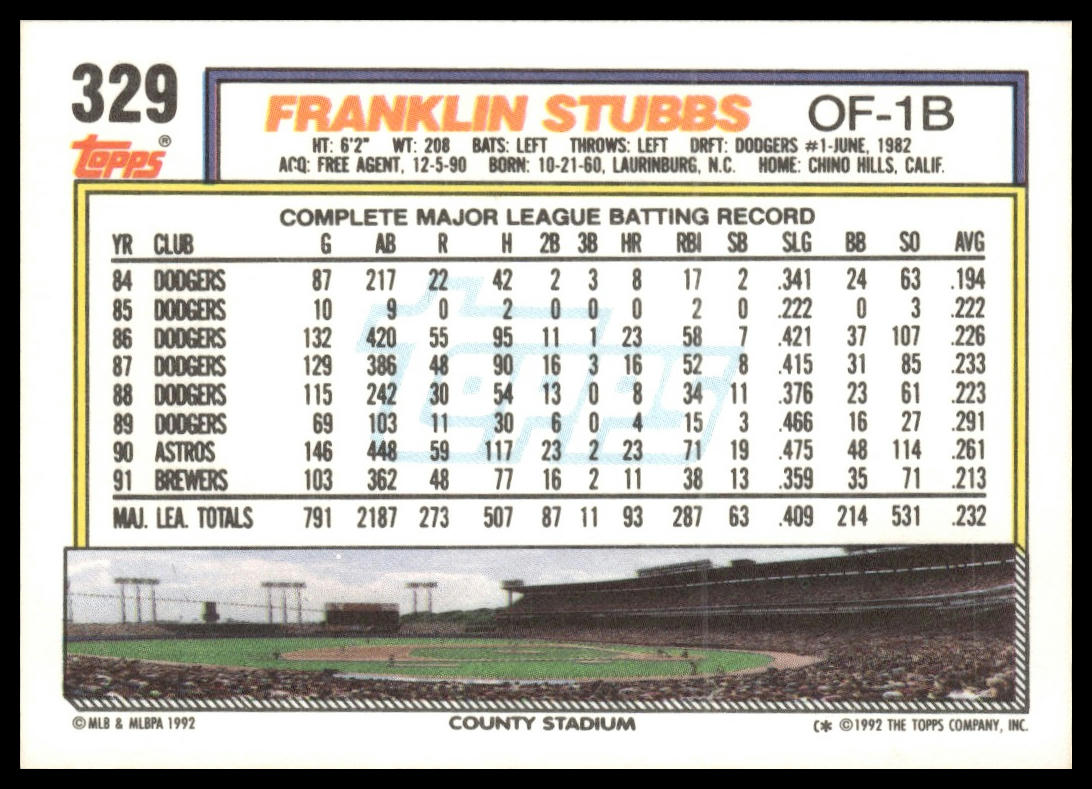 329
FRANKLIN STUBBS OF-1B
topps®
HT: 6'2" WT: 208 BATS: LEFT THROWS: LEFT DRFT: DODGERS #1-JUNE, 1982
ACQ: FREE AGENT, 12-5-90 BORN: 10-21-60, LAURINBURG, N.C. HOME: CHINO HILLS, CALIF.
COMPLETE MAJOR LEAGUE BATTING RECORD
YR CLUB G AB R H 2B 3B HR RBI SB SLG BB SO AVG
84 DODGERS 87 217 22 42 2 3 8 17 2 .341 24 63 .194
85 DODGERS 10 9 0 2 0 0 0 2 0 .222 0 3 .222
86 DODGERS 132 420 55 95 11 1 23 58 7 .421 37 107 .226
87 DODGERS 129 386 48 90 16 3 16 52 8 .415 31 85 .233
88 DODGERS 115 242 30 54 13 0 8 34 11 .376 23 61 .223
89 DODGERS 69 103 11 30 6 0 4 15 3 .466 16 27 .291
90 ASTROS 146 448 59 117 23 2 23 71 19 .475 48 114 .261
91 BREWERS 103 362 48 77 16 2 11 38 13 .359 35 71 .213
MAJ. LEA. TOTALS 791 2187 273 507 87 11 93 287 63 .409 214 531 .232
topps
© MLB & MLBPA 1992 COUNTY STADIUM (* © 1992 THE TOPPS COMPANY, INC.